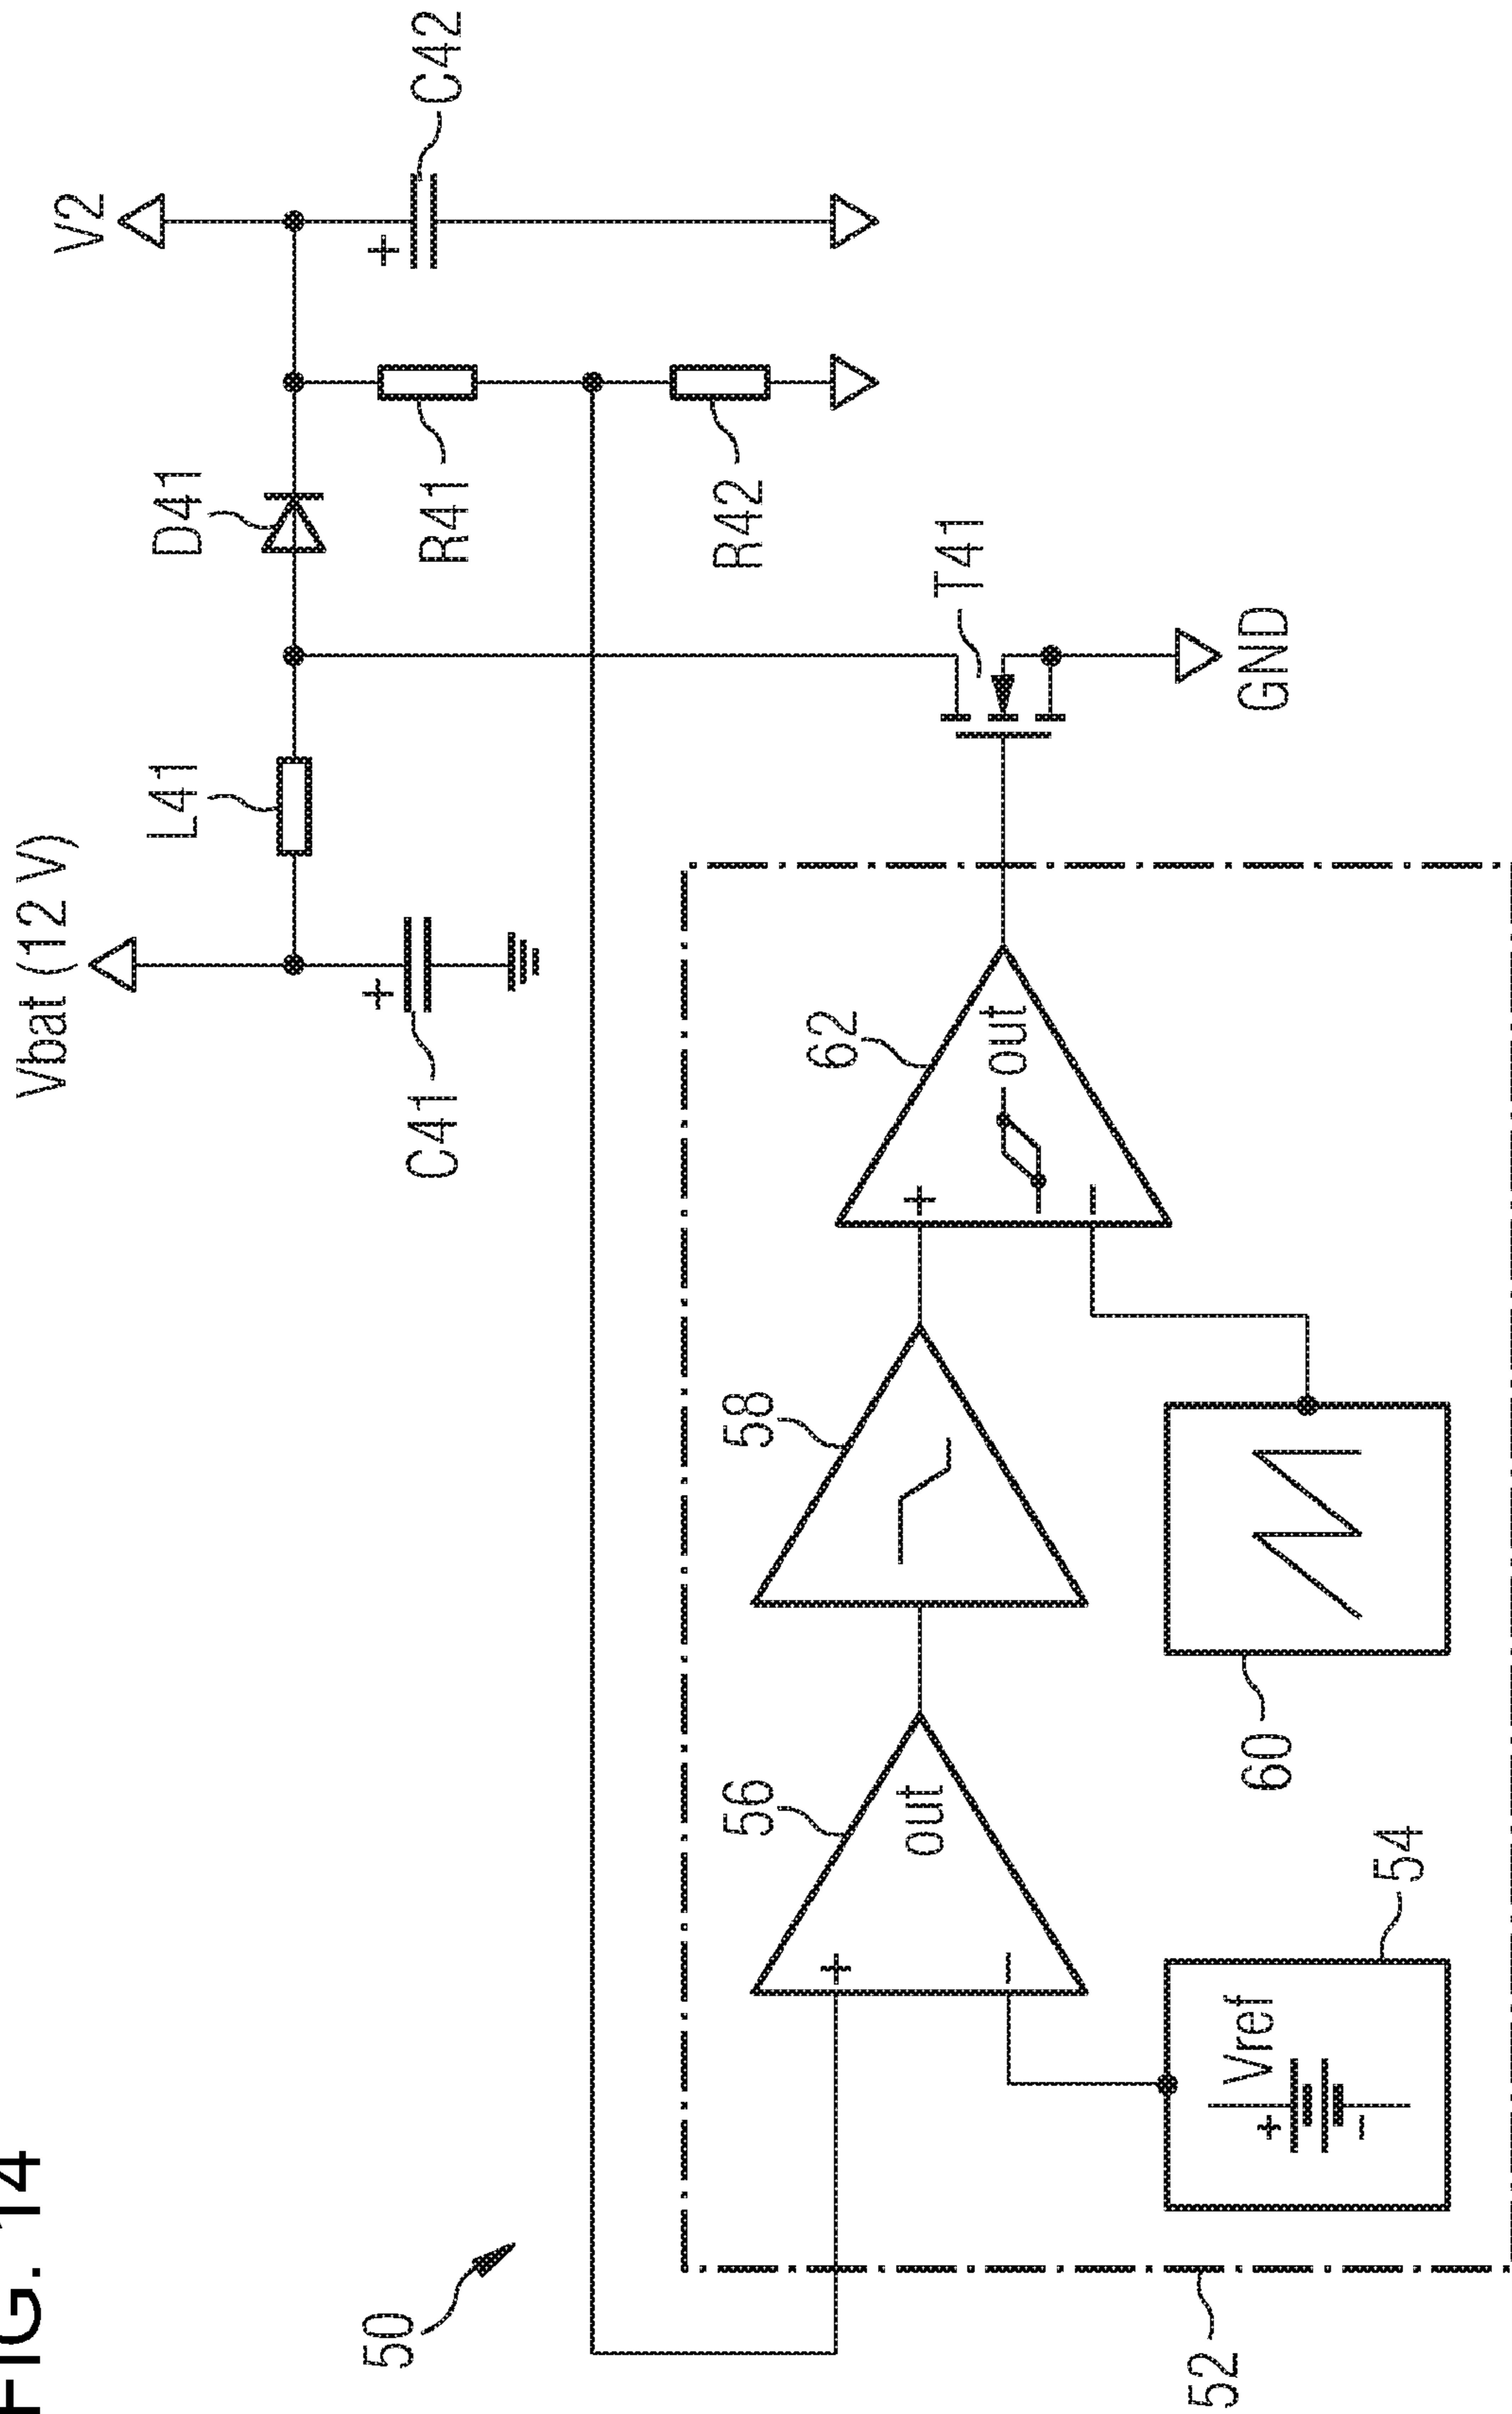 FIG. 14
Vbat (12 V)
V2
L41
D41
C41
+
R41
+
C42
R42
T41
GND
50
52
56
+
−
out
58
62
+
−
out
54
Vref
+
−
60